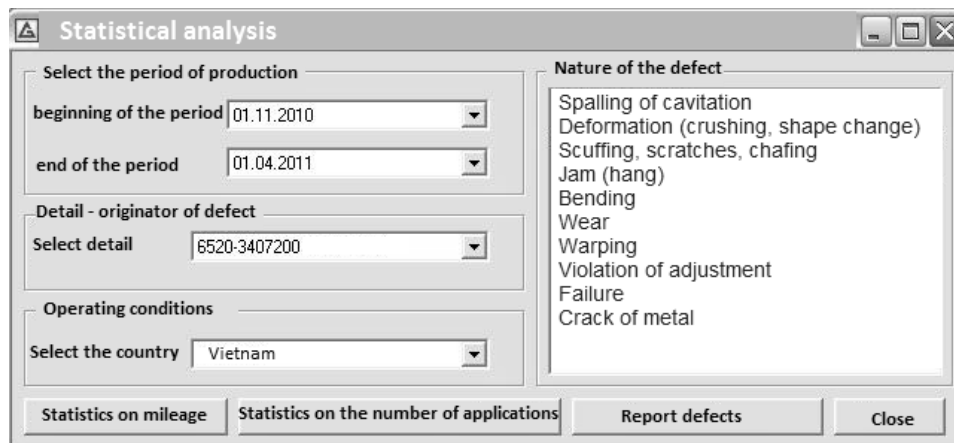 Statistical analysis
Select the period of production
beginning of the period 01.11.2010
end of the period 01.04.2011
Detail - originator of defect
Select detail 6520-3407200
Operating conditions
Select the country Vietnam
Nature of the defect
Spalling of cavitation
Deformation (crushing, shape change)
Scuffing, scratches, chafing
Jam (hang)
Bending
Wear
Warping
Violation of adjustment
Failure
Crack of metal
Statistics on mileage
Statistics on the number of applications
Report defects
Close